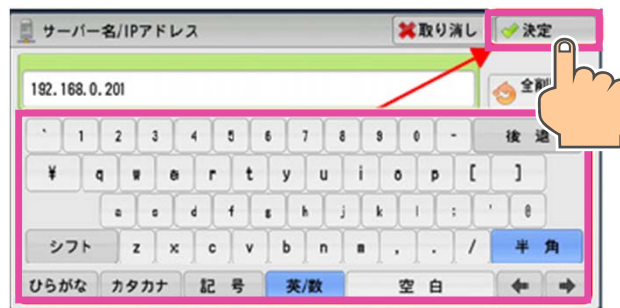 サーバー名/IPアドレス 取り消し 決定
192.168.0.201
` 1 2 3 4 5 6 7 8 9 0 - 後 退
¥ q w e r t y u i o p [ ]
a s d f g h j k l ; ' @
シフト z x c v b n m , . / 半 角
ひらがな カタカナ 記 号 英/数 空 白 ← →